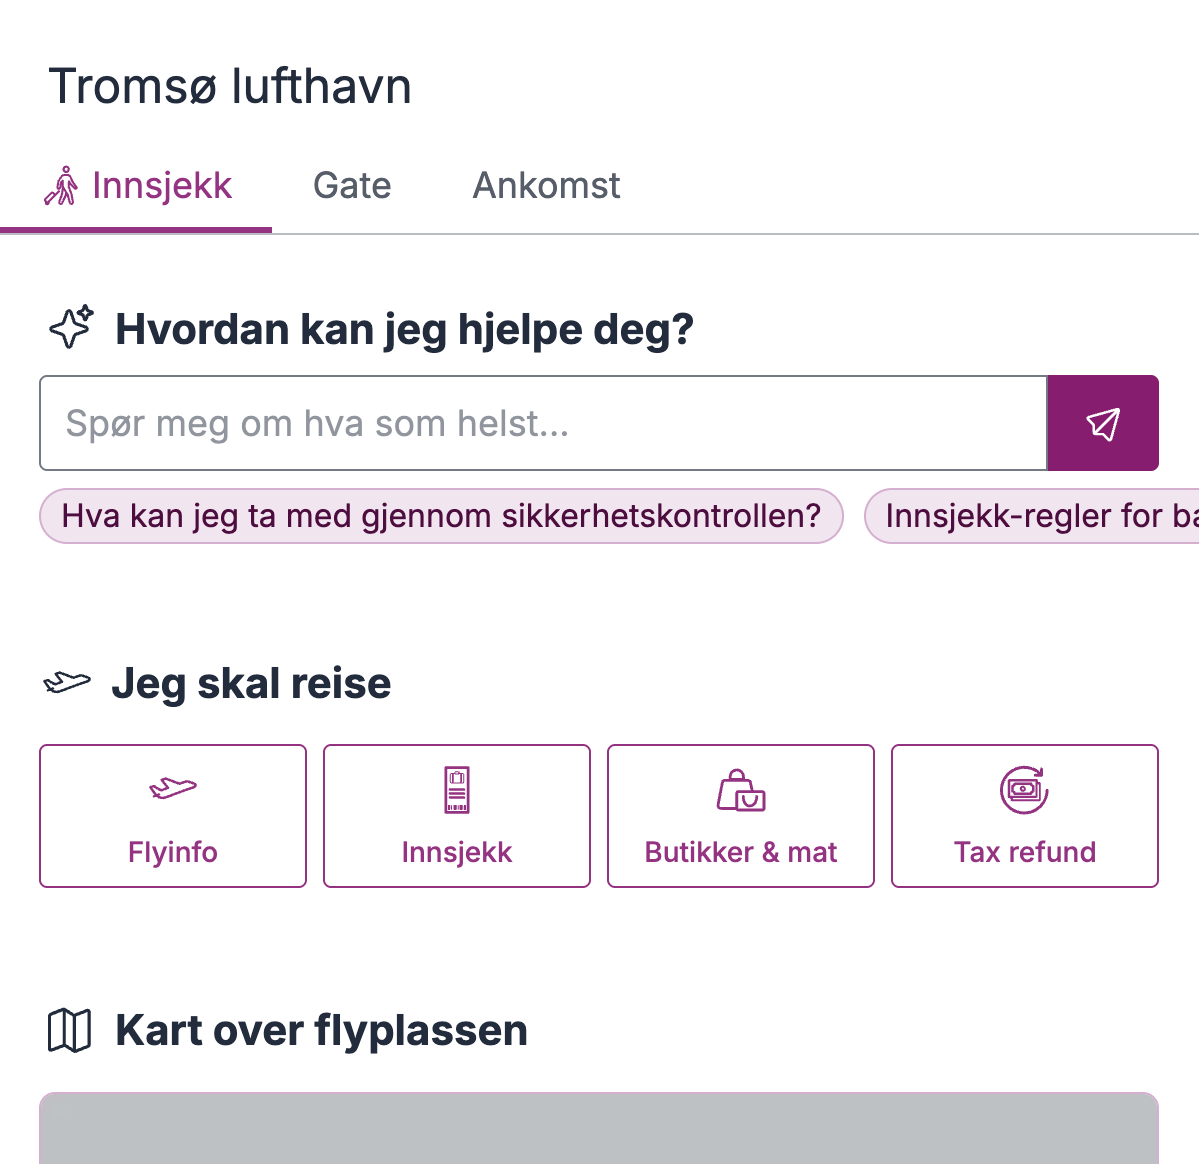 Tromsø lufthavn
Innsjekk Gate Ankomst
Hvordan kan jeg hjelpe deg?
Spør meg om hva som helst...
Hva kan jeg ta med gjennom sikkerhetskontrollen? Innsjekk-regler for
Jeg skal reise
Flyinfo Innsjekk Butikker & mat Tax refund
Kart over flyplassen